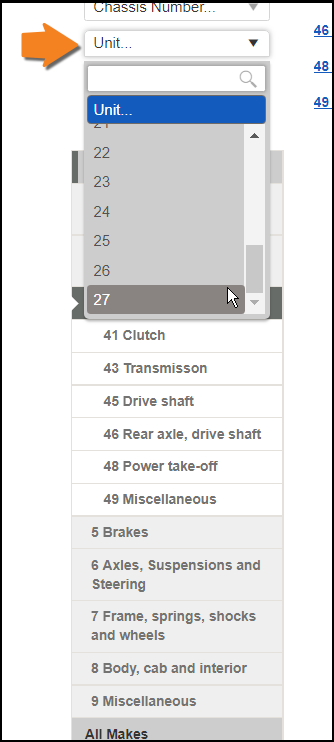 Chassis Number...
46
Unit...
48
Unit...
49
21
22
23
24
25
26
27
41 Clutch
43 Transmisson
45 Drive shaft
46 Rear axle, drive shaft
48 Power take-off
49 Miscellaneous
5 Brakes
6 Axles, Suspensions and
Steering
7 Frame, springs, shocks
and wheels
8 Body, cab and interior
9 Miscellaneous
All Makes